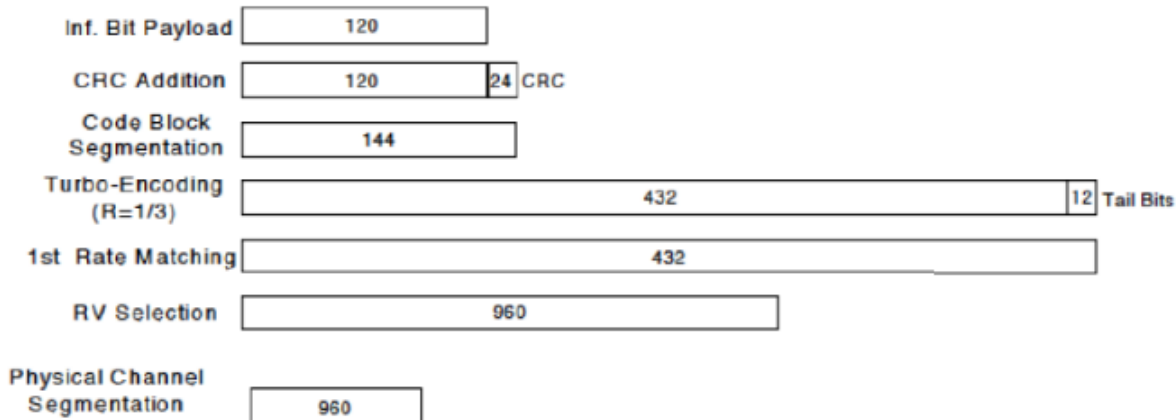 Inf. Bit Payload 120
CRC Addition 120 24 CRC
Code Block
Segmentation 144
Turbo-Encoding
(R=1/3) 432 12 Tail Bits
1st Rate Matching 432
RV Selection 960
Physical Channel
Segmentation 960